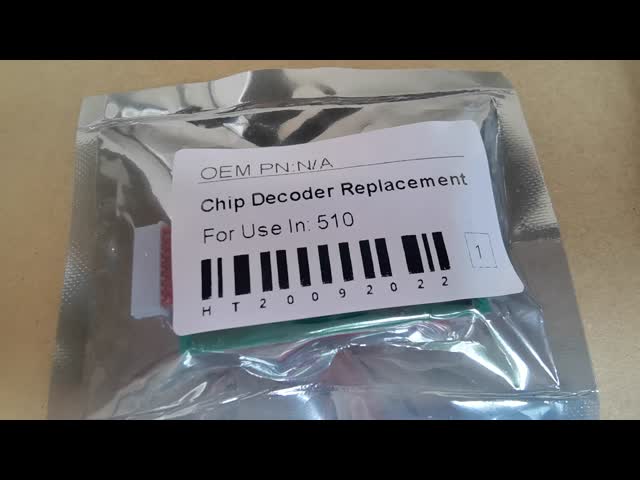 OEM PN:N/A
Chip Decoder Replacement
For Use In: 510
1
HT20092022